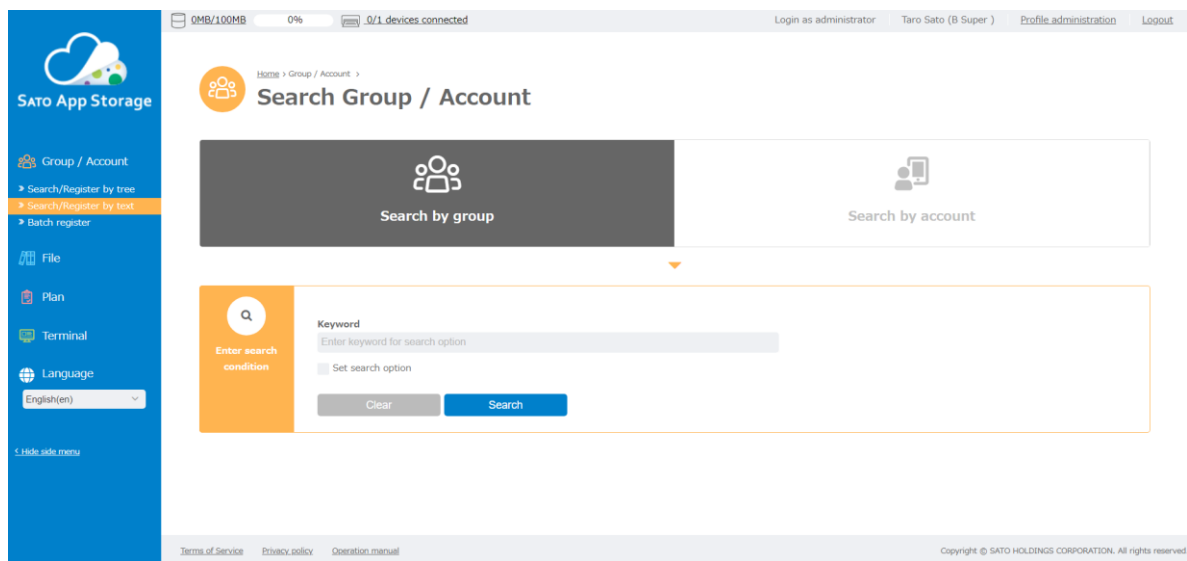 0MB/100MB 0% 0/1 devices connected Login as administrator Taro Sato (B Super ) Profile administration Logout
SATO App Storage
Group / Account
» Search/Register by tree
» Search/Register by text
» Batch register
File
Plan
Terminal
Language
English(en)
< Hide side menu
Home › Group / Account ›
Search Group / Account
Search by group
Search by account
Enter search
condition
Keyword
Enter keyword for search option
Set search option
Clear Search
Terms of Service Privacy policy Operation manual Copyright © SATO HOLDINGS CORPORATION. All rights reserved